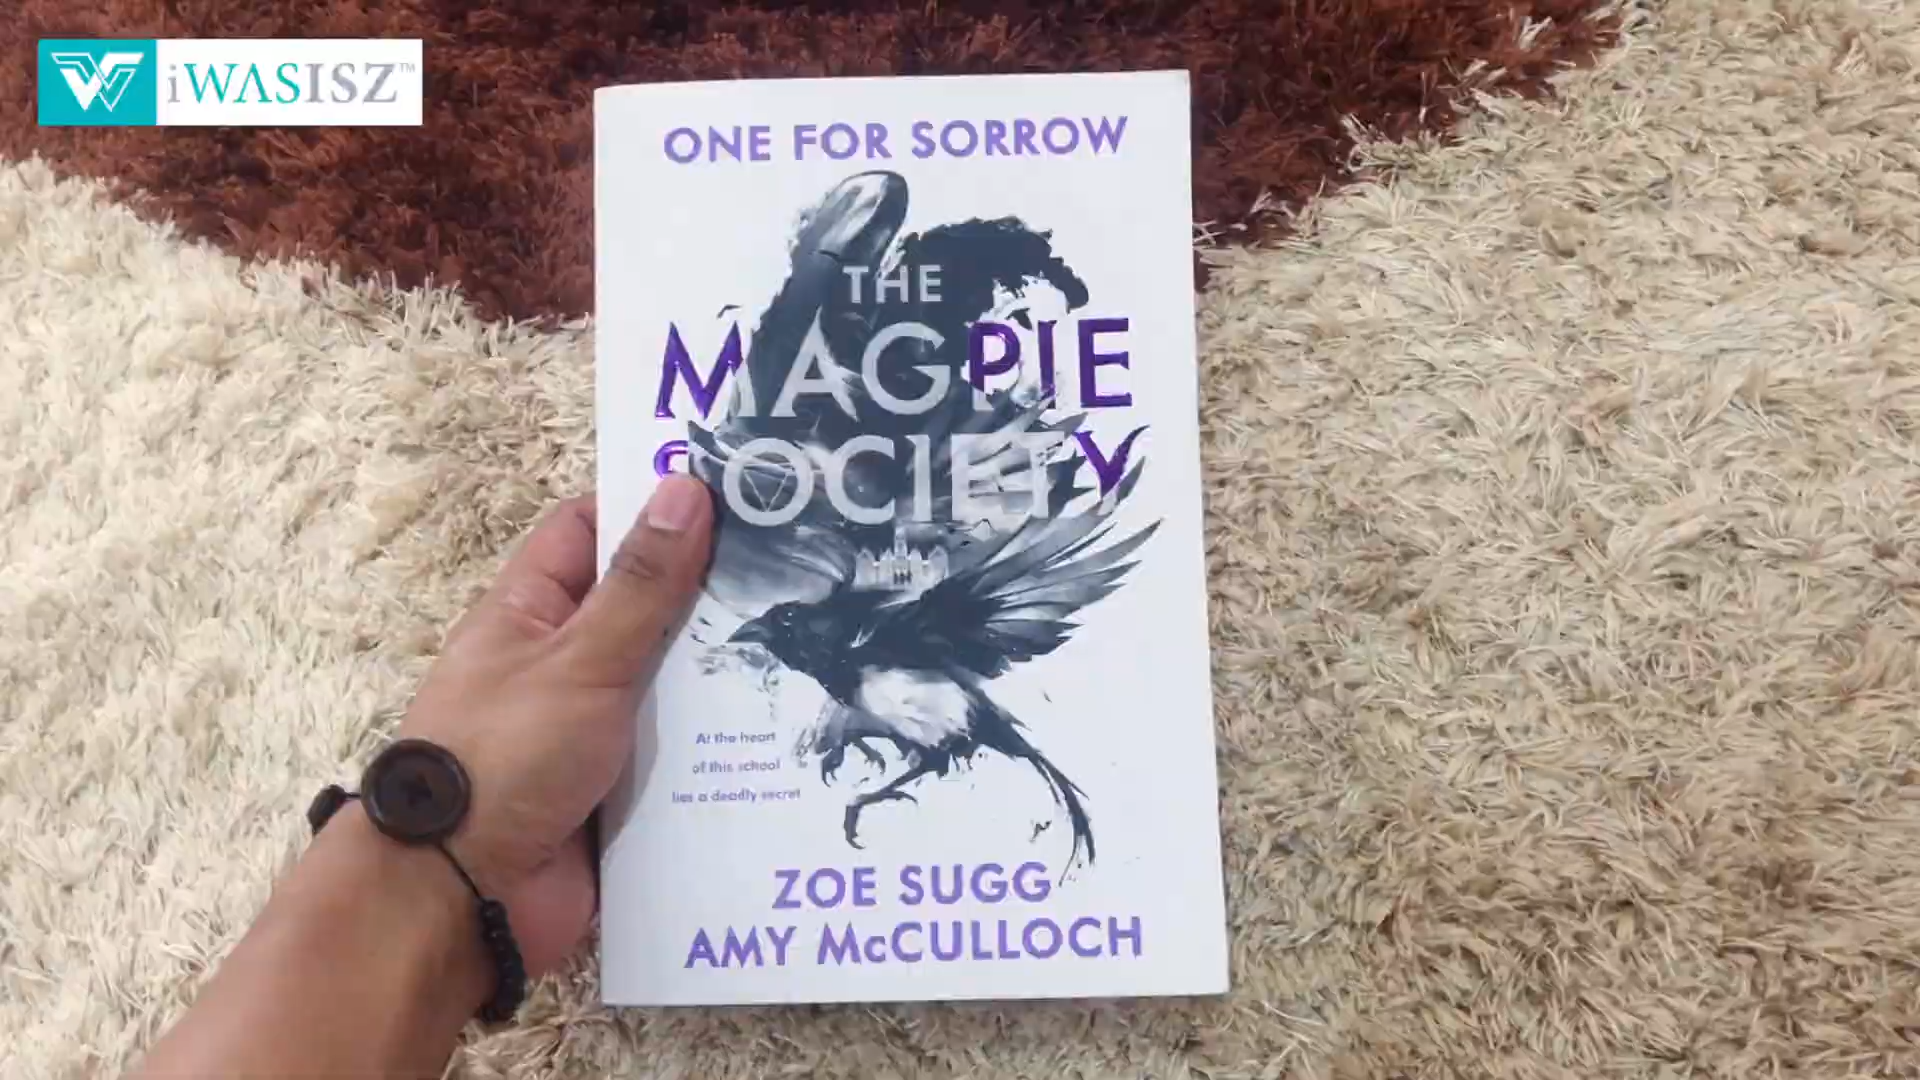 iWASISZ™
ONE FOR SORROW
THE
MAGPIE
SOCIETY
At the heart
of this school
lies a deadly secret
ZOE SUGG
AMY McCULLOCH